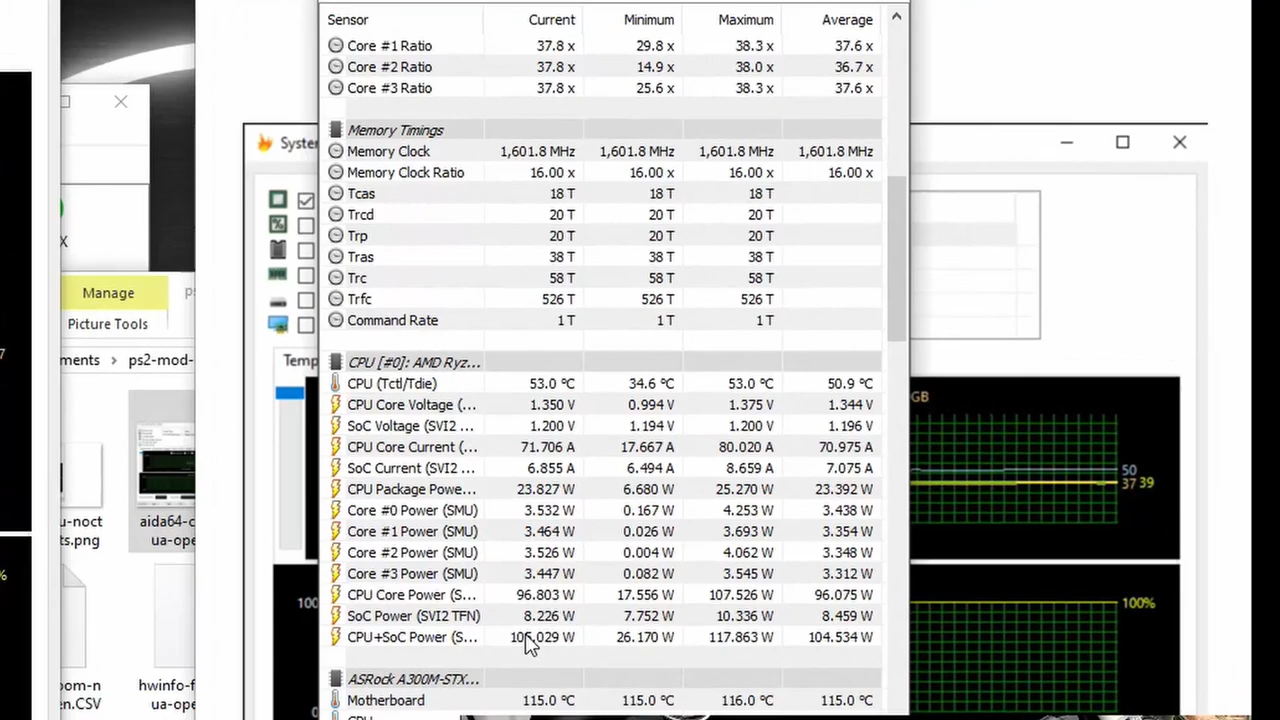 Sensor Current Minimum Maximum Average
Core #1 Ratio 37.8 x 29.8 x 38.3 x 37.6 x
Core #2 Ratio 37.8 x 14.9 x 38.0 x 36.7 x
Core #3 Ratio 37.8 x 25.6 x 38.3 x 37.6 x
Memory Timings
Memory Clock 1,601.8 MHz 1,601.8 MHz 1,601.8 MHz 1,601.8 MHz
Memory Clock Ratio 16.00 x 16.00 x 16.00 x 16.00 x
Tcas 18 T 18 T 18 T
Trcd 20 T 20 T 20 T
Trp 20 T 20 T 20 T
Tras 38 T 38 T 38 T
Trc 58 T 58 T 58 T
Trfc 526 T 526 T 526 T
Command Rate 1 T 1 T 1 T
CPU [#0]: AMD Ryz...
CPU (Tctl/Tdie) 53.0 °C 34.6 °C 53.0 °C 50.9 °C
CPU Core Voltage (... 1.350 V 0.994 V 1.375 V 1.344 V
SoC Voltage (SVI2 ... 1.200 V 1.194 V 1.200 V 1.196 V
CPU Core Current (... 71.706 A 17.667 A 80.020 A 70.975 A
SoC Current (SVI2 ... 6.855 A 6.494 A 8.659 A 7.075 A
CPU Package Powe... 23.827 W 6.680 W 25.270 W 23.392 W
Core #0 Power (SMU) 3.532 W 0.167 W 4.253 W 3.438 W
Core #1 Power (SMU) 3.464 W 0.026 W 3.693 W 3.354 W
Core #2 Power (SMU) 3.526 W 0.004 W 4.062 W 3.348 W
Core #3 Power (SMU) 3.447 W 0.082 W 3.545 W 3.312 W
CPU Core Power (S... 96.803 W 17.556 W 107.526 W 96.075 W
SoC Power (SVI2 TFN) 8.226 W 7.752 W 10.336 W 8.459 W
CPU+SoC Power (S... 26.170 W 117.863 W 104.534 W
ASRock A300M-STX...
Motherboard 115.0 °C 115.0 °C 116.0 °C 115.0 °C
Syste
X
Manage
Picture Tools
ments > ps2-mod-
Temp
u-noct
ts.png
aida64-c
ua-ope
oom-n
en.CSV
hwinfo-f
ua-ope
7
%
100
0
GB
50
37 39
100%